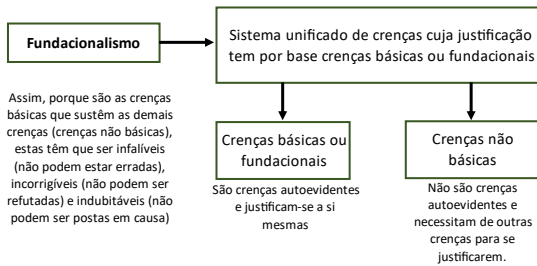 Fundacionalismo
Sistema unificado de crenças cuja justificação
tem por base crenças básicas ou fundacionais
Assim, porque são as crenças
básicas que sustêm as demais
crenças (crenças não básicas),
estas têm que ser infalíveis
(não podem estar erradas),
incorrigíveis (não podem ser
refutadas) e indubitáveis (não
podem ser postas em causa)
Crenças básicas ou
fundacionais
São crenças autoevidentes
e justificam-se a si
mesmas
Crenças não
básicas
Não são crenças
autoevidentes e
necessitam de outras
crenças para se
justificarem.